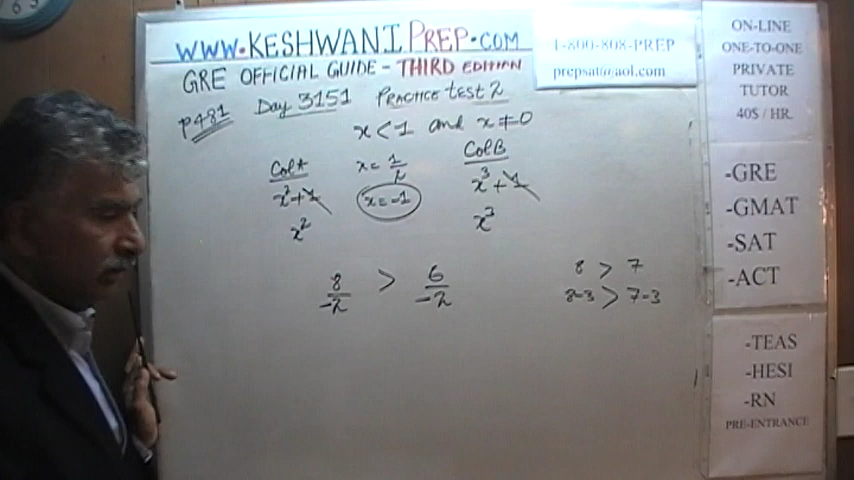 WWW.KESHWANIPREP.COM
GRE OFFICIAL GUIDE - THIRD EDITION
P481 Day 3151 PRACTICE test 2
x < 1 and x ≠ 0
Col A
x² + 1
x²
x = 1/2
x = -1
Col B
x³ + 1
x³
8/-2 > 6/-2
8 > 7
8-3 > 7-3
1-800-808-PREP
prepsat@aol.com
ON-LINE
ONE-TO-ONE
PRIVATE
TUTOR
40$ / HR.
-GRE
-GMAT
-SAT
-ACT
-TEAS
-HESI
-RN
PRE-ENTRANCE